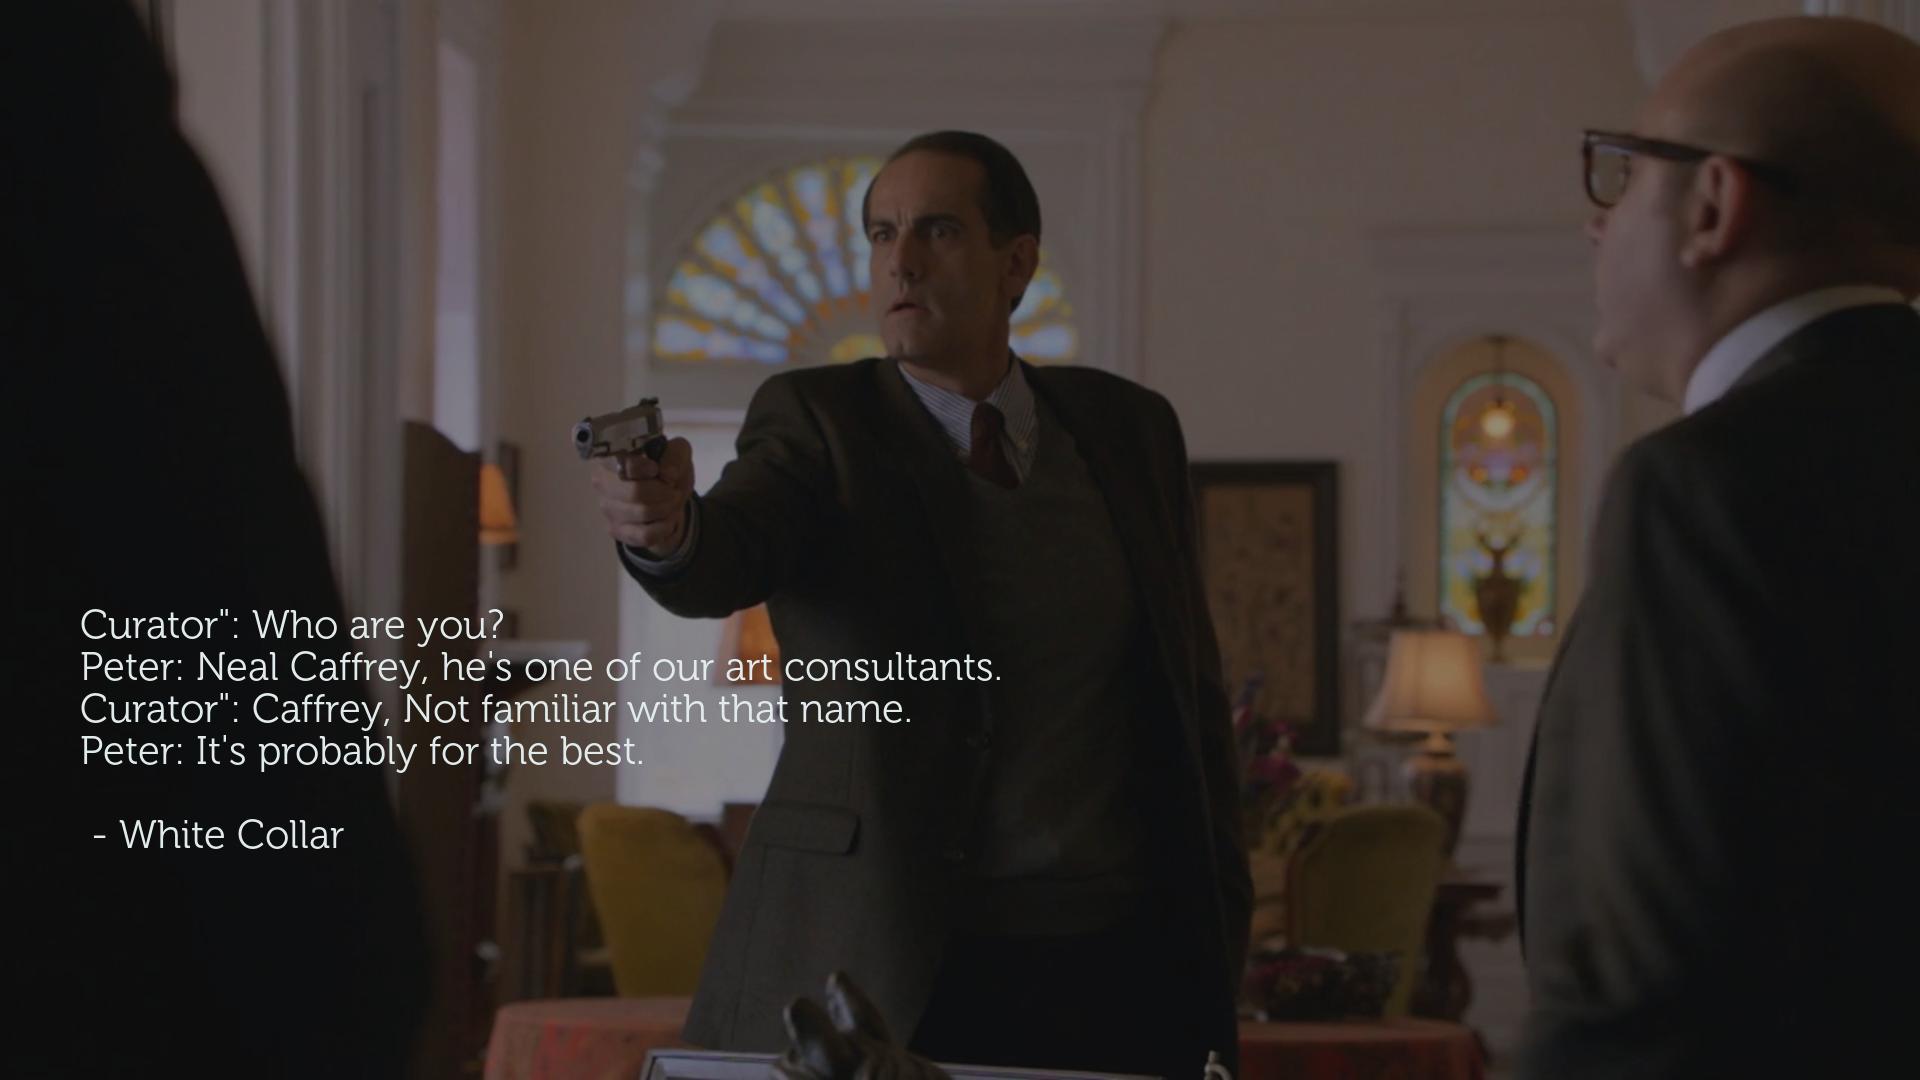 Curator": Who are you?
Peter: Neal Caffrey, he's one of our art consultants.
Curator": Caffrey, Not familiar with that name.
Peter: It's probably for the best.
- White Collar